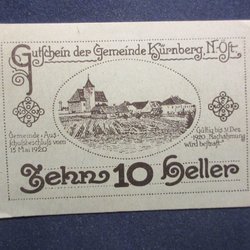 Gutschein der Gemeinde Kürnberg, N-Öst.
Gemeinde-Aus
schußbeschluß vom
15 Mai 1920
Gültig bis 31 Dez.
1920. Nachahmung
wird bestraft
Zehn 10 Heller